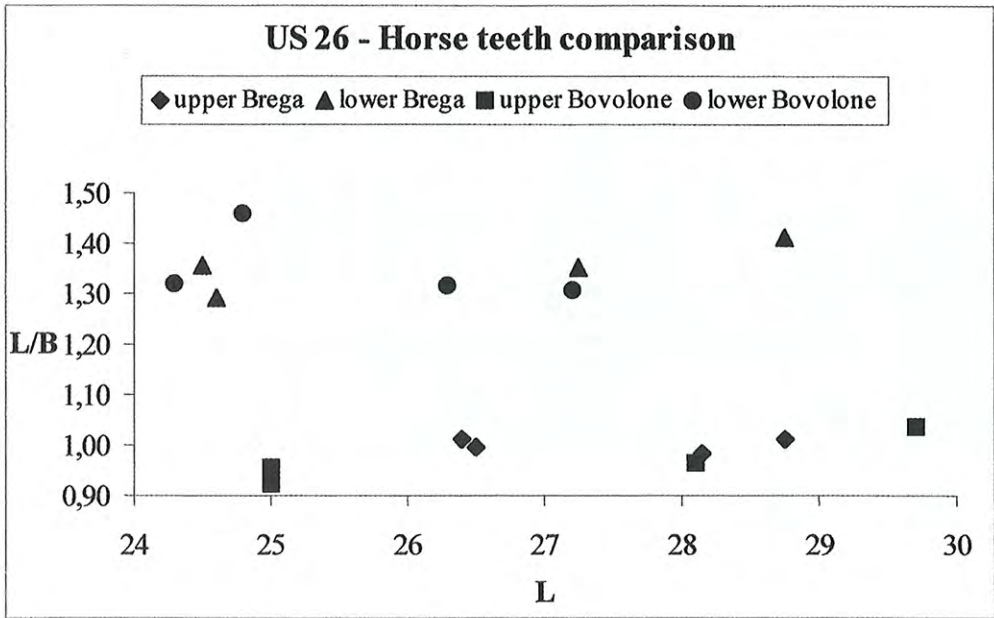 US 26 - Horse teeth comparison
upper Brega lower Brega upper Bovolone lower Bovolone
1,50
1,40
1,30
L/B 1,20
1,10
1,00
0,90
24 25 26 27 28 29 30
L